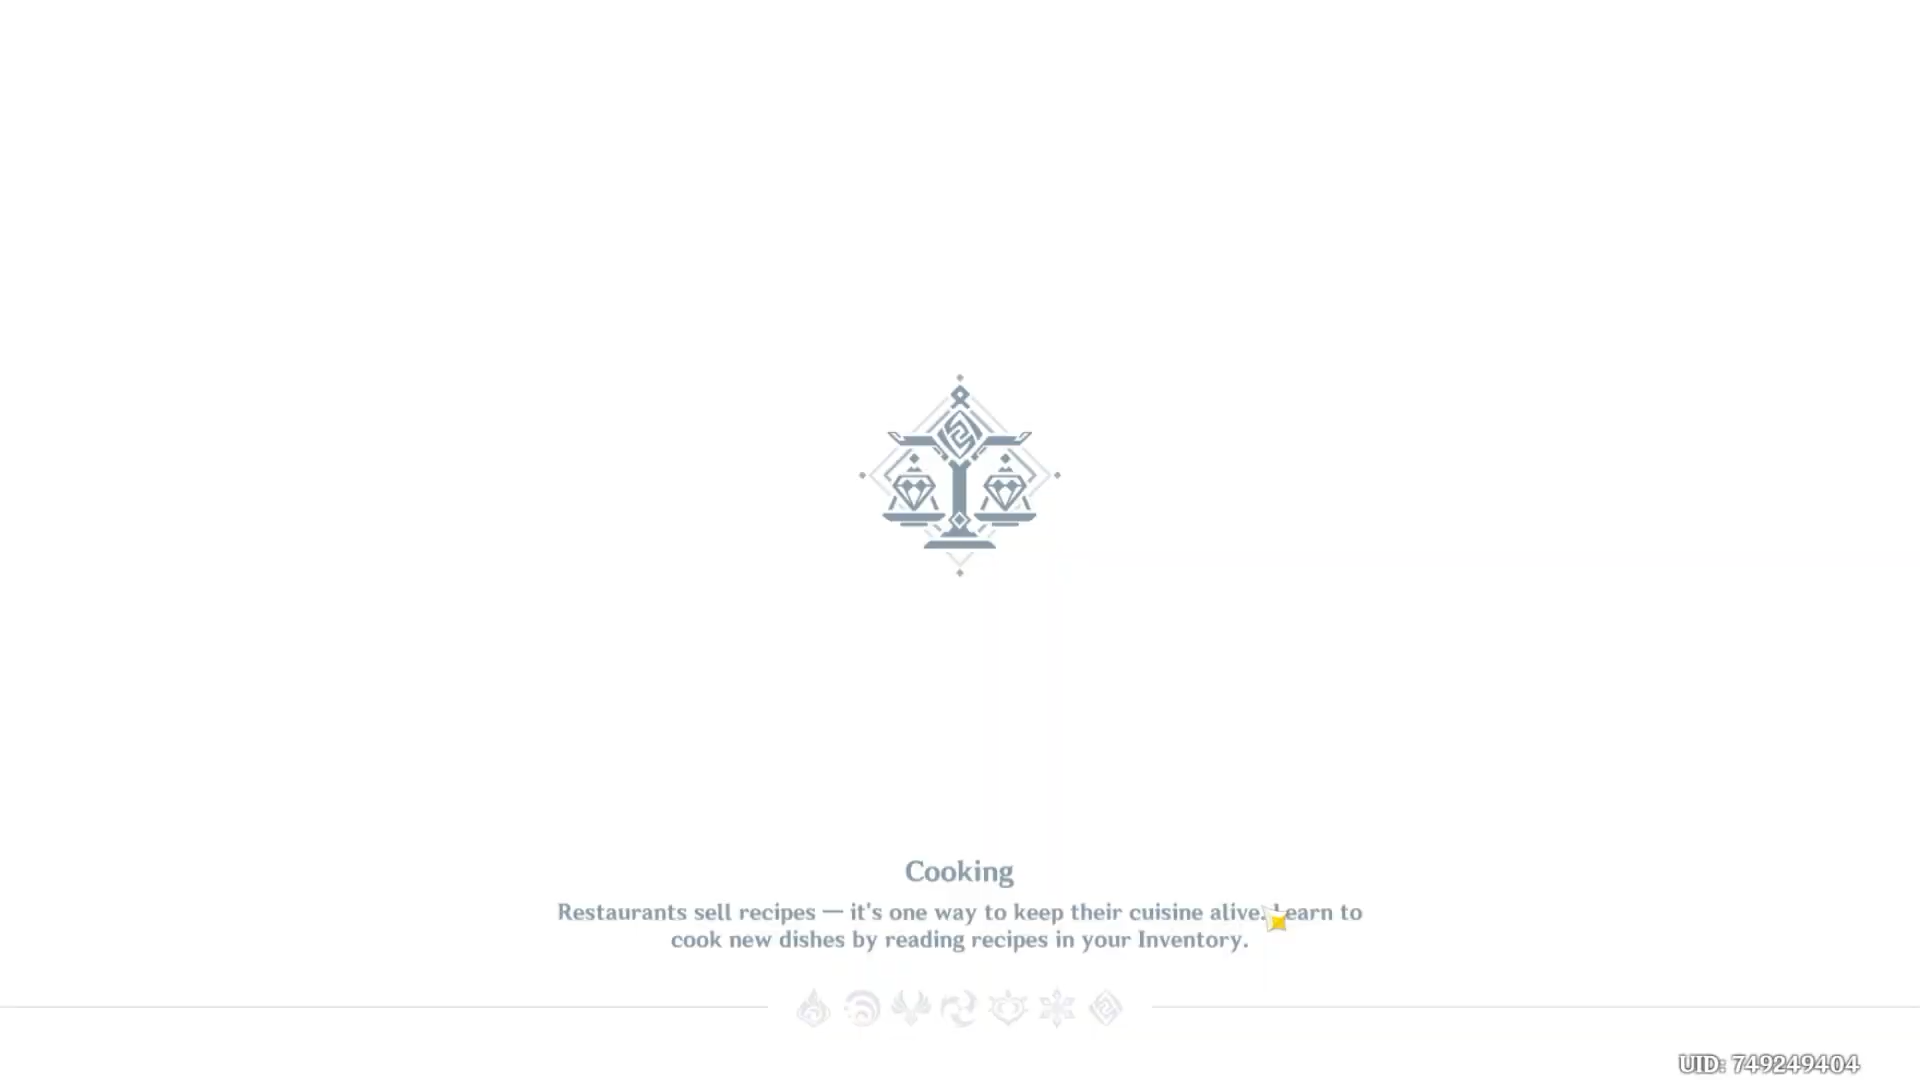 Cooking
Restaurants sell recipes — it's one way to keep their cuisine alive. Learn to
cook new dishes by reading recipes in your Inventory.
UID: 749249404